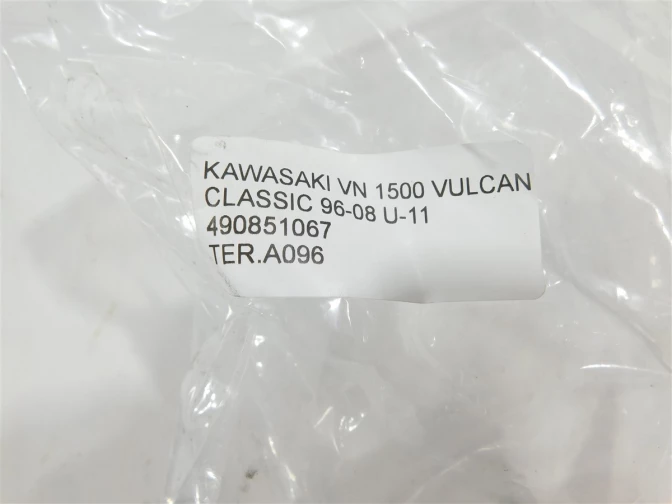 KAWASAKI VN 1500 VULCAN
CLASSIC 96-08 U-11
490851067
TER.A096